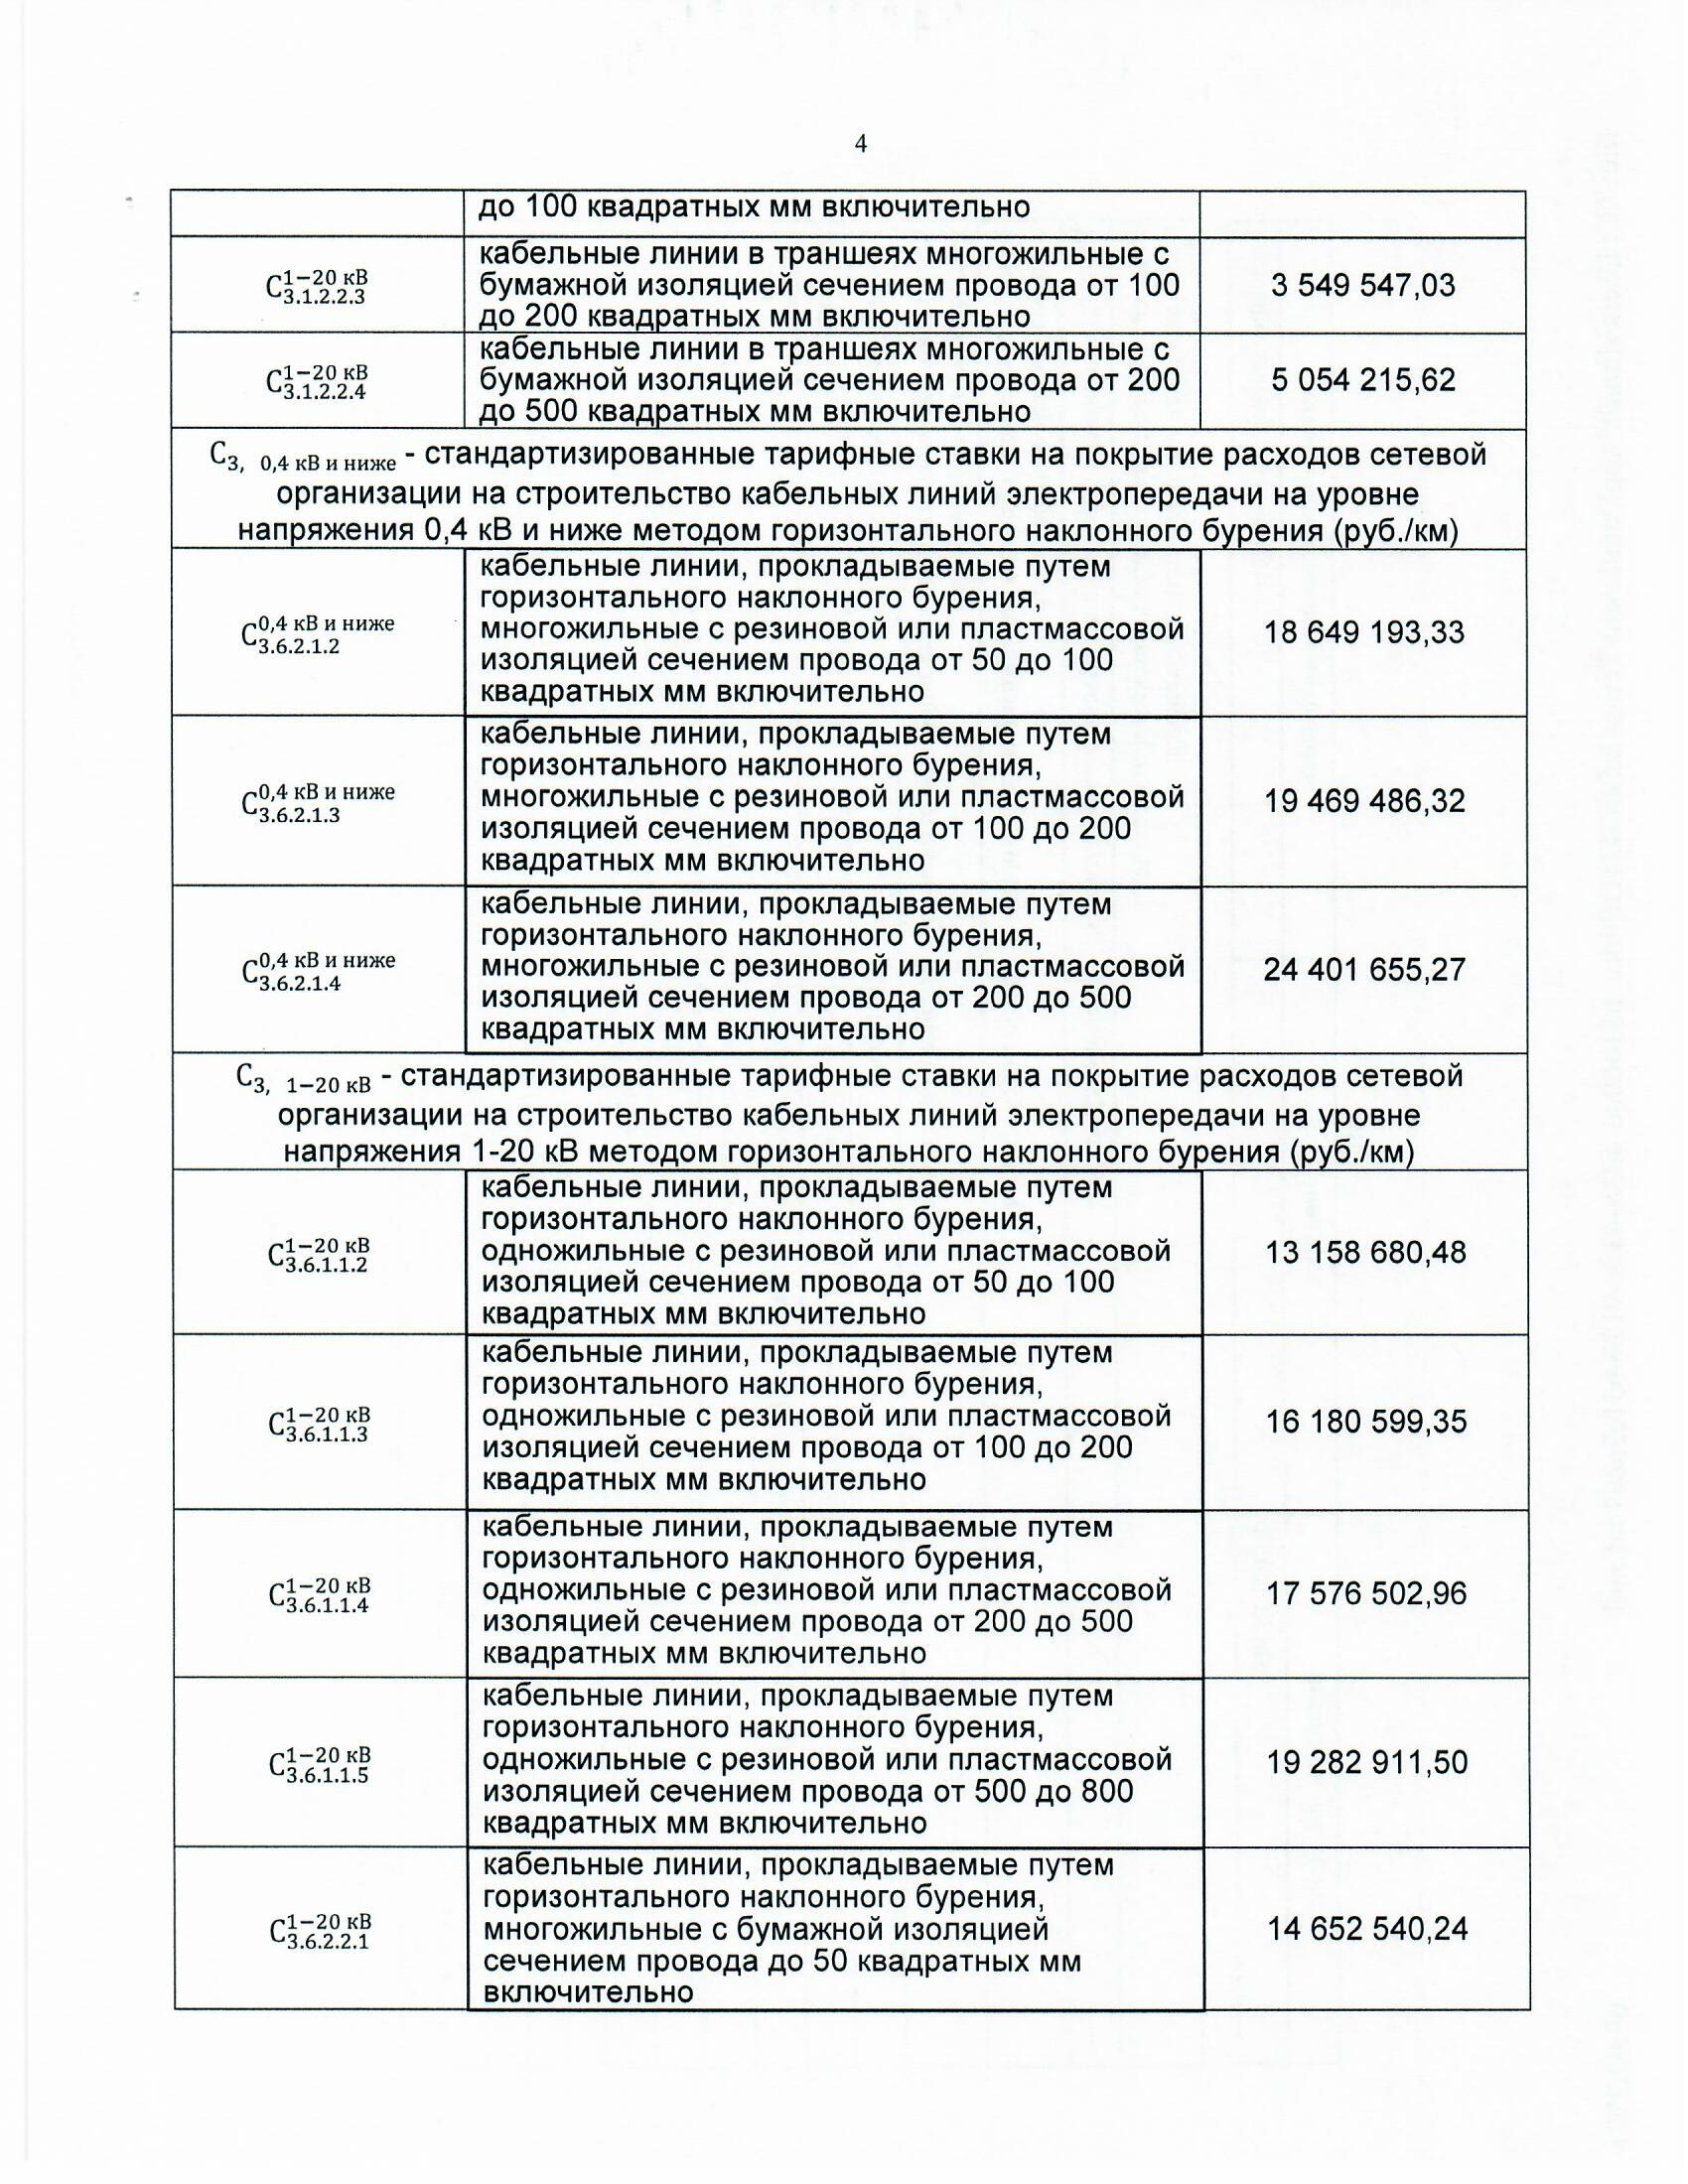 4
до 100 квадратных мм включительно
C 1–20 кВ 3.1.2.2.3
кабельные линии в траншеях многожильные с
бумажной изоляцией сечением провода от 100
до 200 квадратных мм включительно
3 549 547,03
C 1–20 кВ 3.1.2.2.4
кабельные линии в траншеях многожильные с
бумажной изоляцией сечением провода от 200
до 500 квадратных мм включительно
5 054 215,62
C3, 0,4 кВ и ниже - стандартизированные тарифные ставки на покрытие расходов сетевой
организации на строительство кабельных линий электропередачи на уровне
напряжения 0,4 кВ и ниже методом горизонтального наклонного бурения (руб./км)
C 0,4 кВ и ниже 3.6.2.1.2
кабельные линии, прокладываемые путем
горизонтального наклонного бурения,
многожильные с резиновой или пластмассовой
изоляцией сечением провода от 50 до 100
квадратных мм включительно
18 649 193,33
C 0,4 кВ и ниже 3.6.2.1.3
кабельные линии, прокладываемые путем
горизонтального наклонного бурения,
многожильные с резиновой или пластмассовой
изоляцией сечением провода от 100 до 200
квадратных мм включительно
19 469 486,32
C 0,4 кВ и ниже 3.6.2.1.4
кабельные линии, прокладываемые путем
горизонтального наклонного бурения,
многожильные с резиновой или пластмассовой
изоляцией сечением провода от 200 до 500
квадратных мм включительно
24 401 655,27
C3, 1–20 кВ - стандартизированные тарифные ставки на покрытие расходов сетевой
организации на строительство кабельных линий электропередачи на уровне
напряжения 1-20 кВ методом горизонтального наклонного бурения (руб./км)
C 1–20 кВ 3.6.1.1.2
кабельные линии, прокладываемые путем
горизонтального наклонного бурения,
одножильные с резиновой или пластмассовой
изоляцией сечением провода от 50 до 100
квадратных мм включительно
13 158 680,48
C 1–20 кВ 3.6.1.1.3
кабельные линии, прокладываемые путем
горизонтального наклонного бурения,
одножильные с резиновой или пластмассовой
изоляцией сечением провода от 100 до 200
квадратных мм включительно
16 180 599,35
C 1–20 кВ 3.6.1.1.4
кабельные линии, прокладываемые путем
горизонтального наклонного бурения,
одножильные с резиновой или пластмассовой
изоляцией сечением провода от 200 до 500
квадратных мм включительно
17 576 502,96
C 1–20 кВ 3.6.1.1.5
кабельные линии, прокладываемые путем
горизонтального наклонного бурения,
одножильные с резиновой или пластмассовой
изоляцией сечением провода от 500 до 800
квадратных мм включительно
19 282 911,50
C 1–20 кВ 3.6.2.2.1
кабельные линии, прокладываемые путем
горизонтального наклонного бурения,
многожильные с бумажной изоляцией
сечением провода до 50 квадратных мм
включительно
14 652 540,24